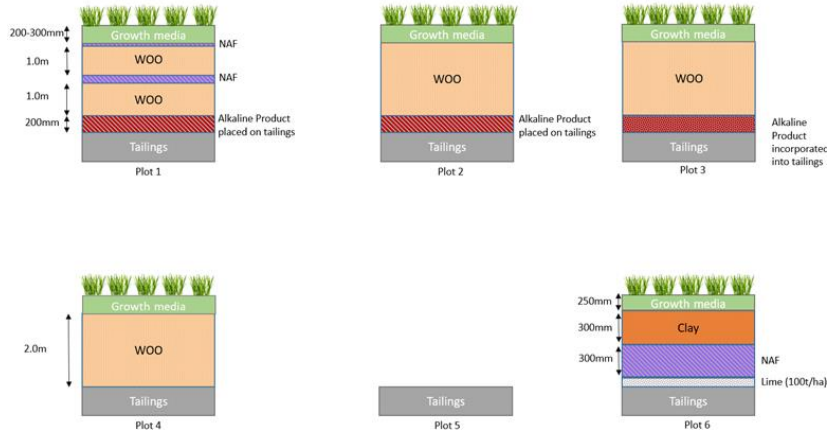 200-300mm
Growth media
NAF
1.0m
WOO
NAF
1.0m
WOO
200mm
Alkaline Product
placed on tailings
Tailings
Plot 1
Growth media
WOO
Alkaline Product
placed on tailings
Tailings
Plot 2
Growth media
WOO
Alkaline
Product
incorporated
into tailings
Tailings
Plot 3
Growth media
2.0m
WOO
Tailings
Plot 4
Tailings
Plot 5
250mm
Growth media
300mm
Clay
300mm
NAF
Lime (100t/ha)
Tailings
Plot 6